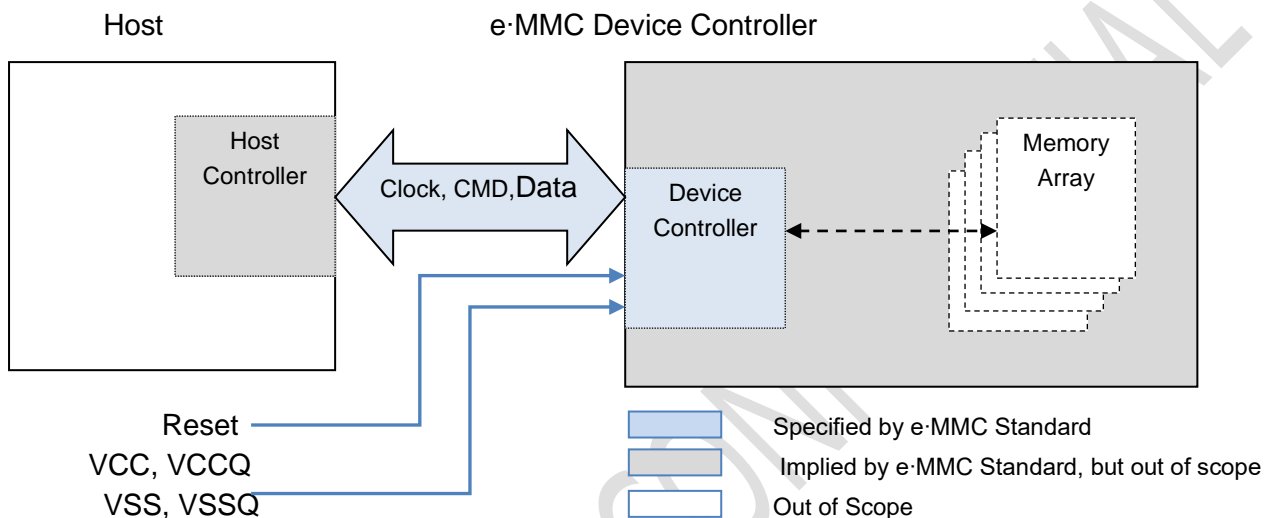 Host
e·MMC Device Controller
Host
Controller
Clock, CMD,Data
Device
Controller
Memory
Array
Reset
VCC, VCCQ
VSS, VSSQ
Specified by e·MMC Standard
Implied by e·MMC Standard, but out of scope
Out of Scope